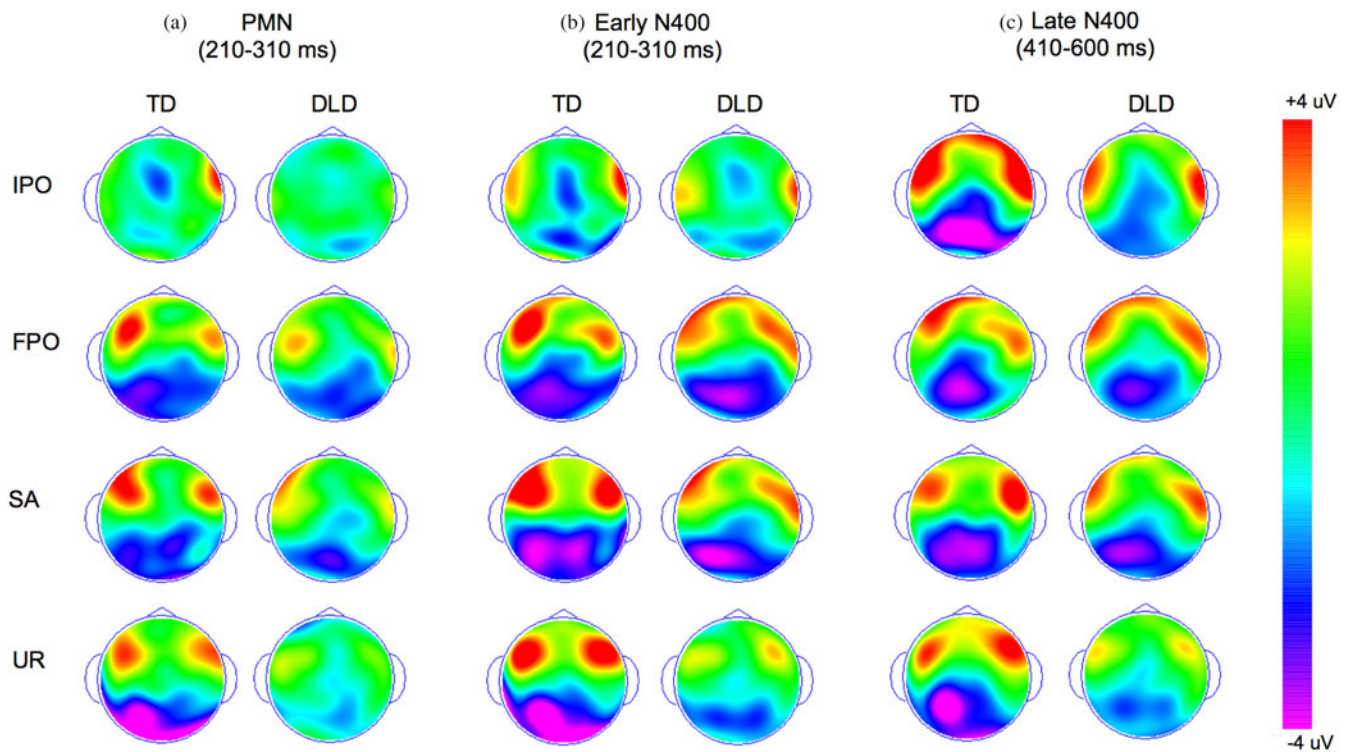 (a) PMN (b) Early N400 (c) Late N400
(210-310 ms) (210-310 ms) (410-600 ms)
TD DLD TD DLD TD DLD +4 uV
IPO
FPO
SA
UR
-4 uV